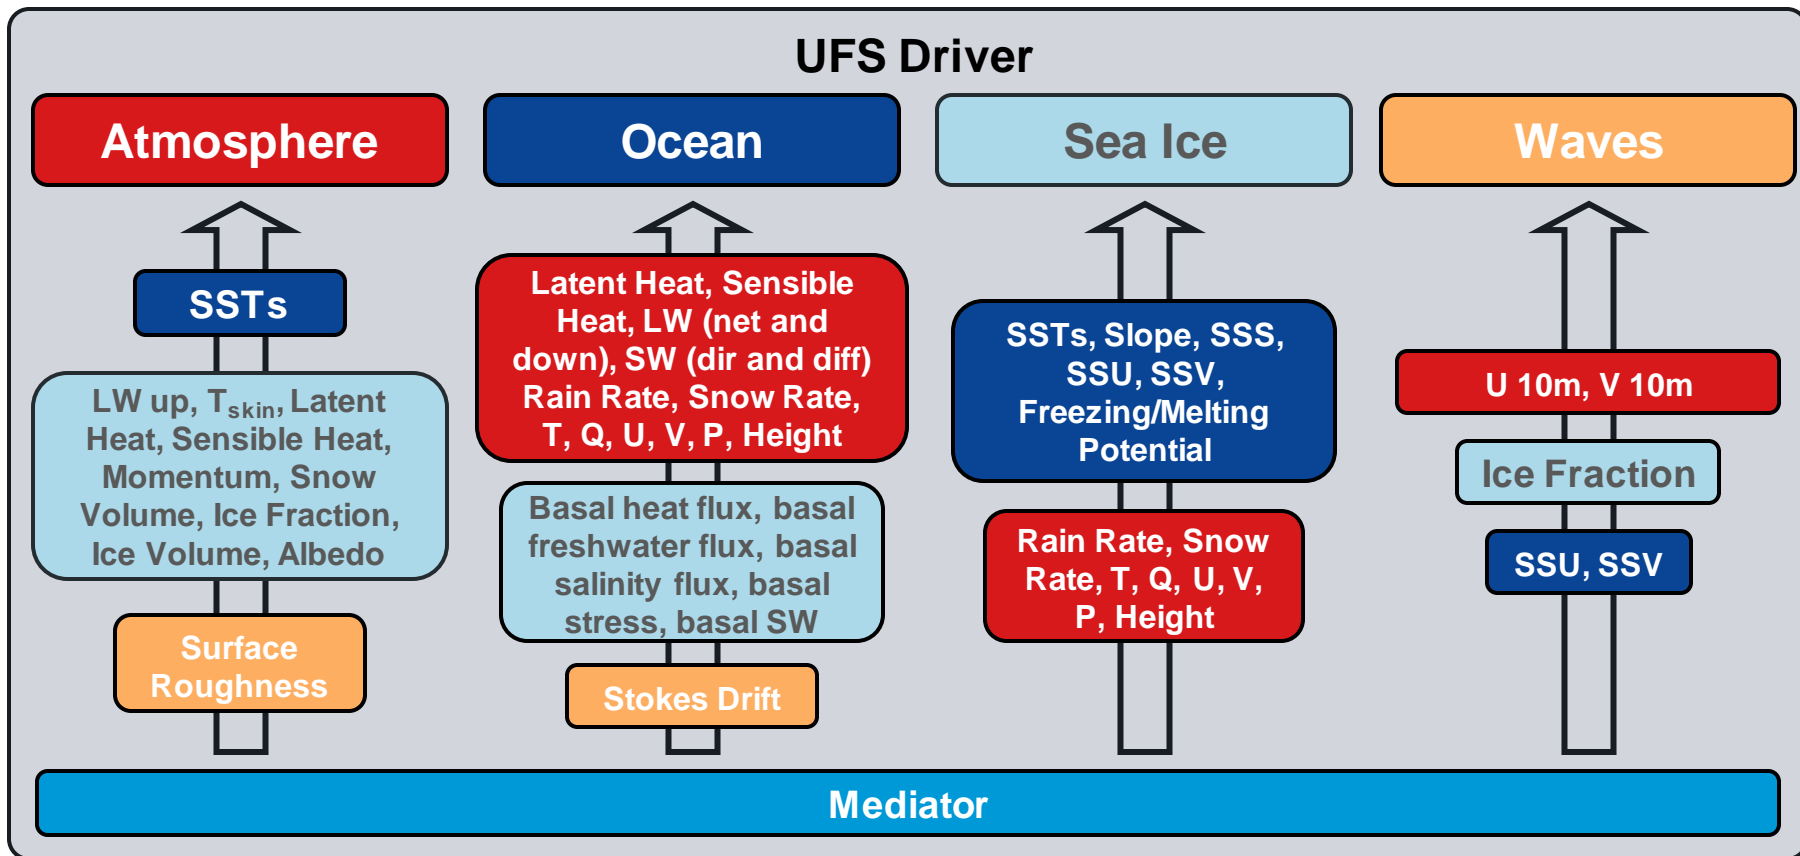 UFS Driver
Atmosphere
Ocean
Sea Ice
Waves
SSTs
LW up, Tskin, Latent
Heat, Sensible Heat,
Momentum, Snow
Volume, Ice Fraction,
Ice Volume, Albedo
Surface
Roughness
Latent Heat, Sensible
Heat, LW (net and
down), SW (dir and diff)
Rain Rate, Snow Rate,
T, Q, U, V, P, Height
Basal heat flux, basal
freshwater flux, basal
salinity flux, basal
stress, basal SW
Stokes Drift
SSTs, Slope, SSS,
SSU, SSV,
Freezing/Melting
Potential
Rain Rate, Snow
Rate, T, Q, U, V,
P, Height
U 10m, V 10m
Ice Fraction
SSU, SSV
Mediator